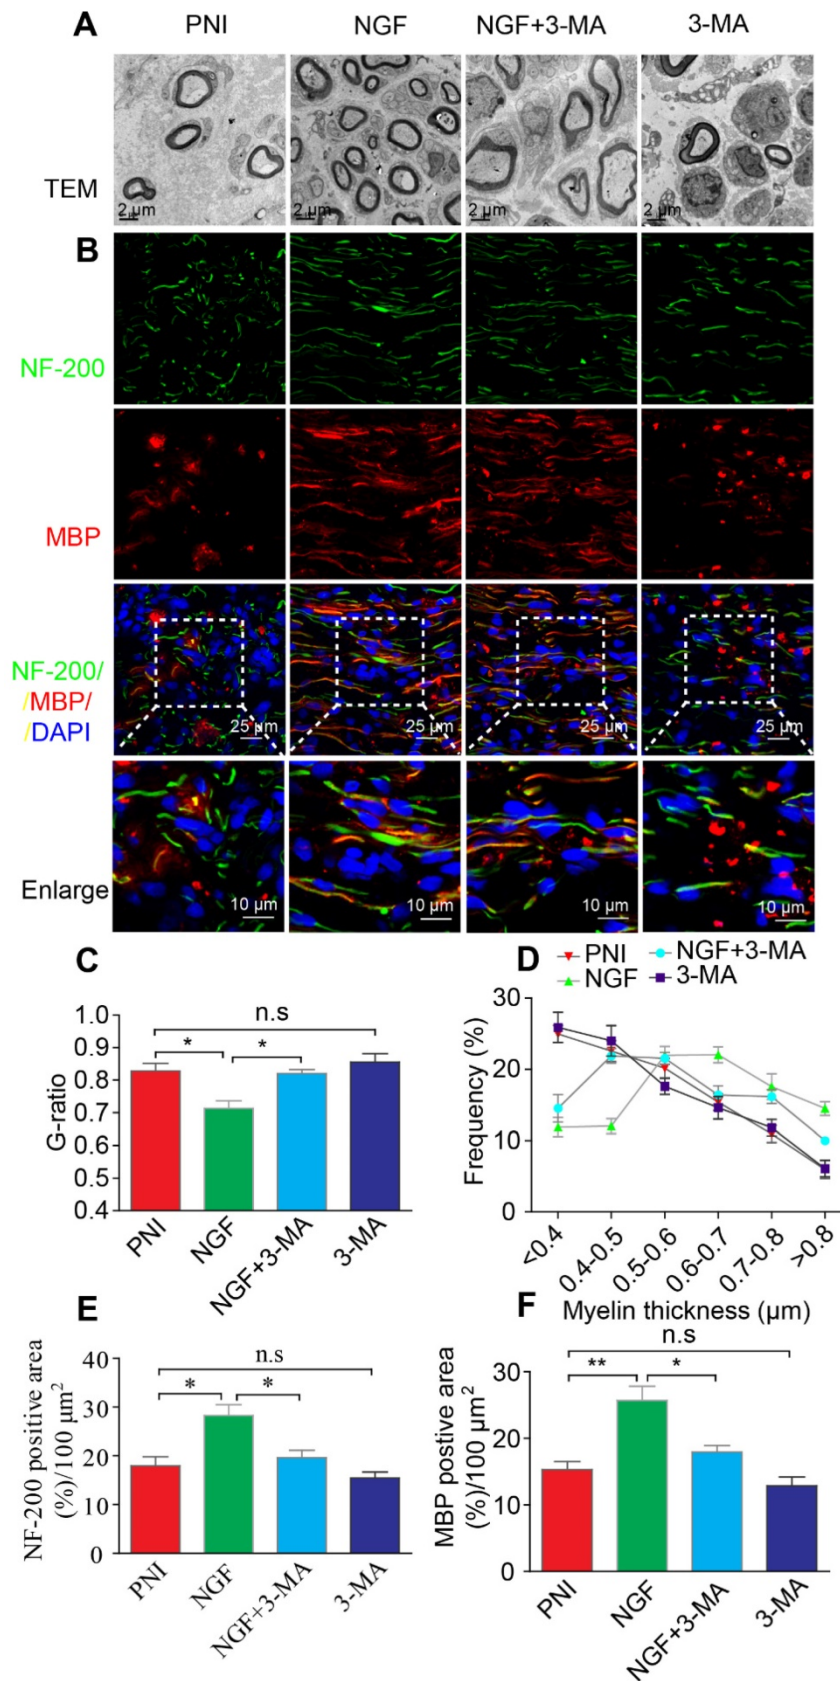 A PNI NGF NGF+3-MA 3-MA
TEM
2 µm 2 µm 2 µm 2 µm
B
NF-200
MBP
NF-200/
/MBP/
/DAPI
25 µm 25 µm 25 µm 25 µm
Enlarge
10 µm 10 µm 10 µm 10 µm
C
n.s
* *
G-ratio
1.0
0.9
0.8
0.7
0.6
0.5
0.4
PNI NGF NGF+3-MA 3-MA
D
PNI NGF+3-MA
NGF 3-MA
Frequency (%)
30
20
10
0
<0.4 0.4-0.5 0.5-0.6 0.6-0.7 0.7-0.8 >0.8
Myelin thickness (µm)
E
n.s
* *
NF-200 positive area
(%)/100 µm²
40
30
20
10
0
PNI NGF NGF+3-MA 3-MA
F
n.s
** *
MBP postive area
(%)/100 µm²
30
20
10
0
PNI NGF NGF+3-MA 3-MA